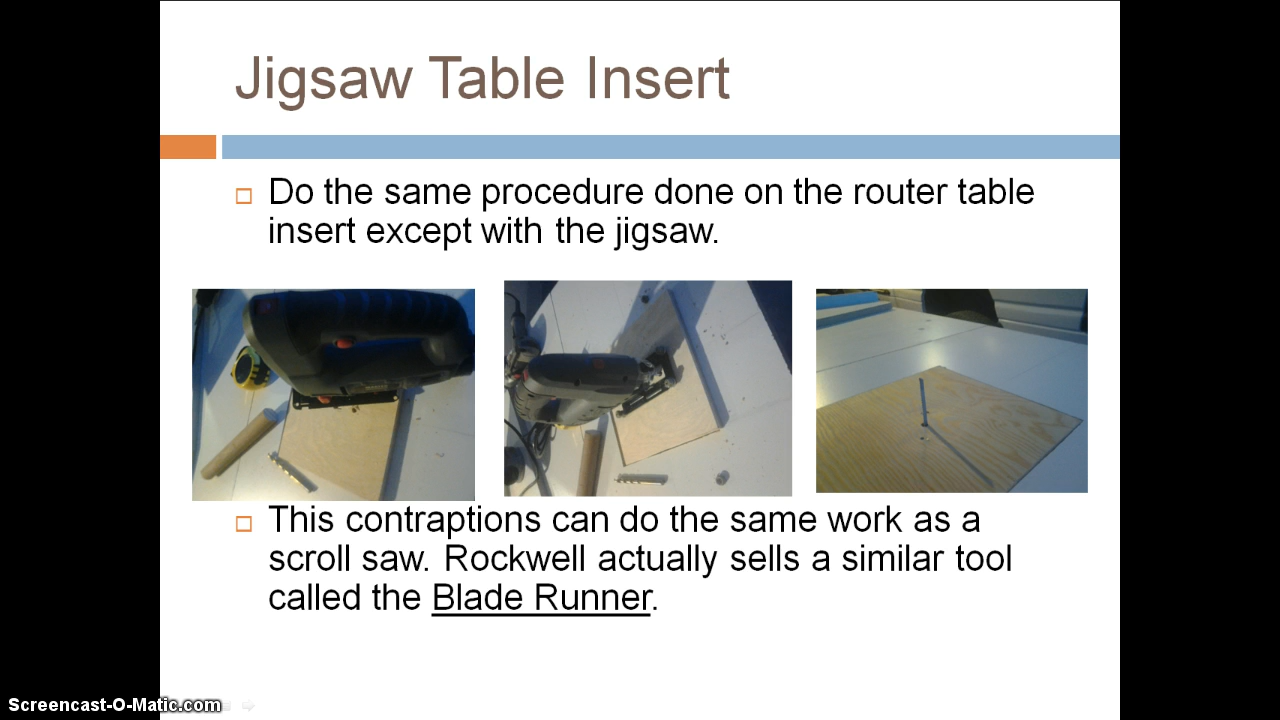 Jigsaw Table Insert
Do the same procedure done on the router table
insert except with the jigsaw.
This contraptions can do the same work as a
scroll saw. Rockwell actually sells a similar tool
called the Blade Runner.
Screencast-O-Matic.com